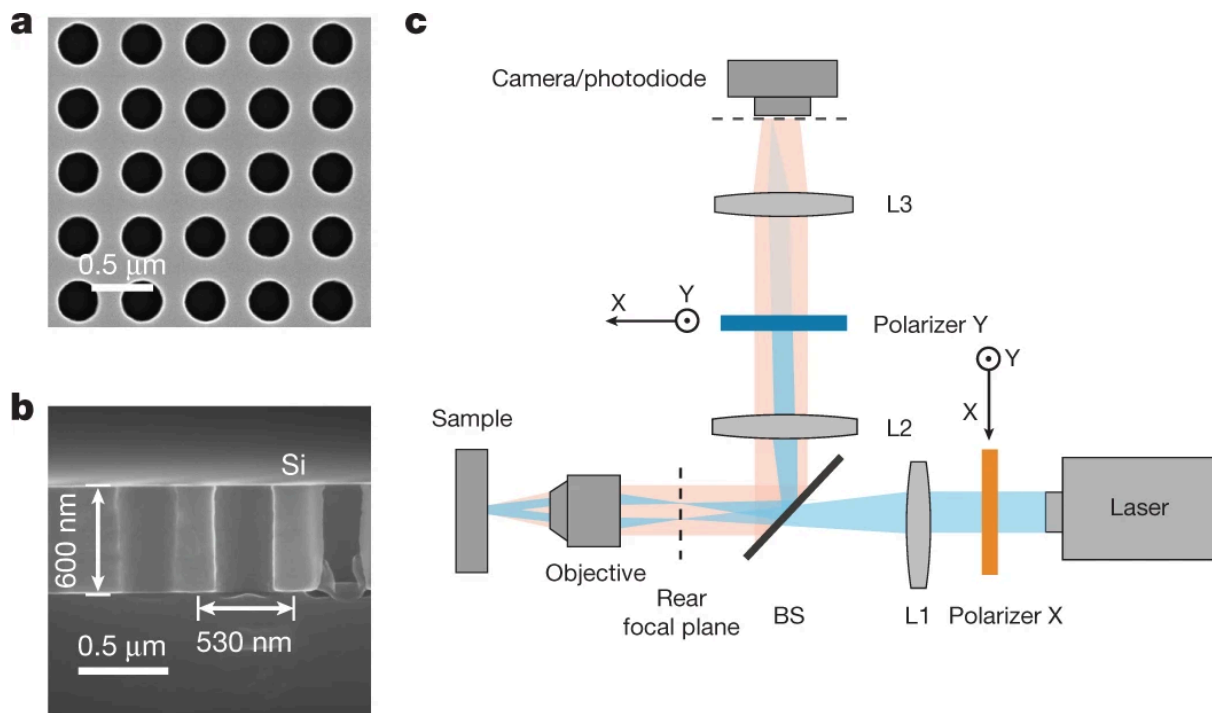 a
0.5 μm
b
Si
600 nm
530 nm
0.5 μm
c
Camera/photodiode
L3
X
Y
Polarizer Y
Y
X
Sample
L2
Laser
Objective
Rear
focal plane
BS
L1
Polarizer X